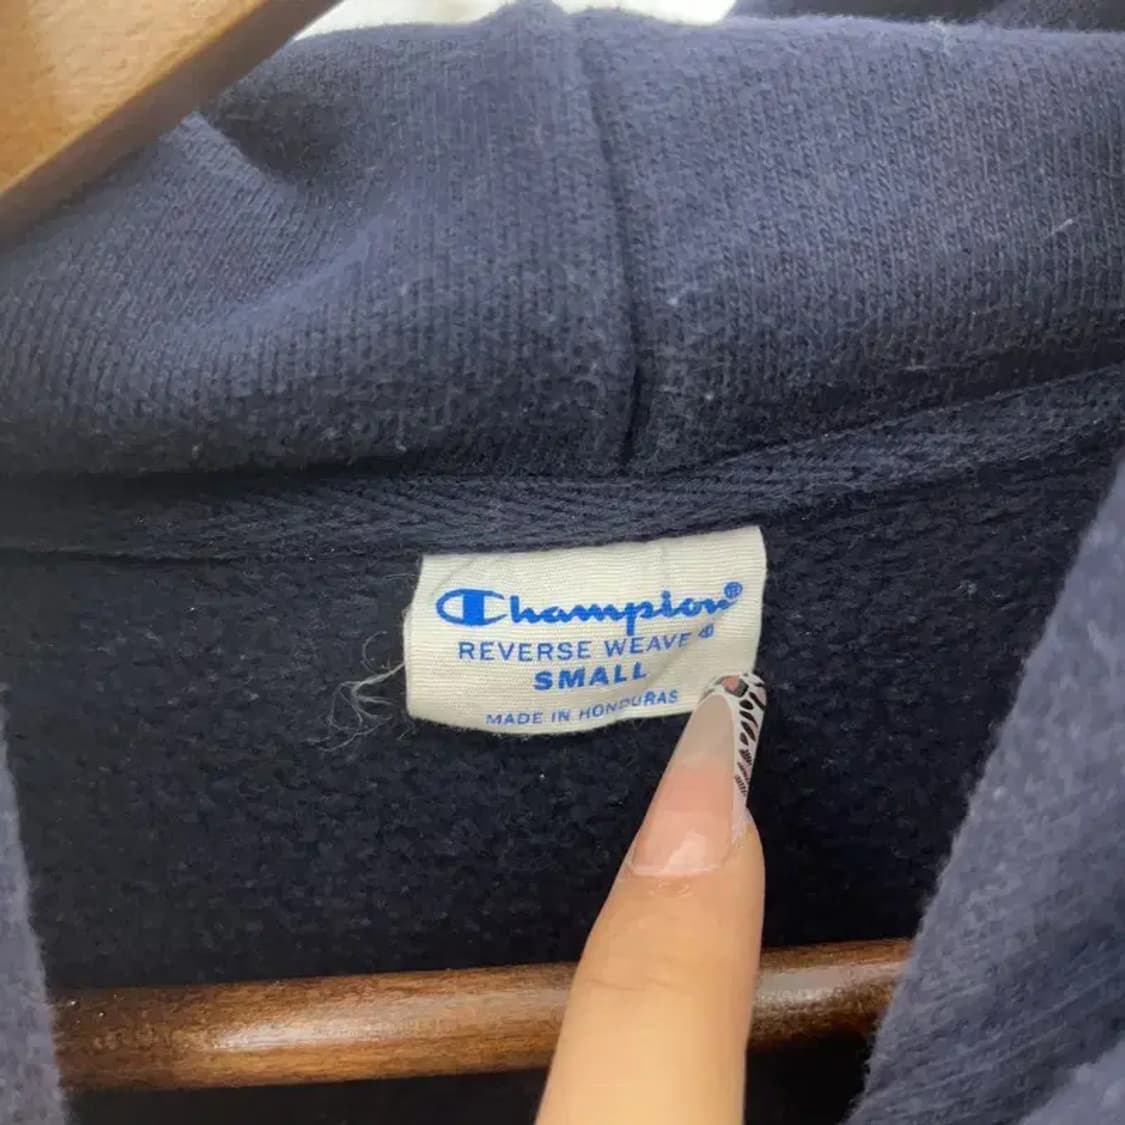 Champion®
REVERSE WEAVE ®
SMALL
MADE IN HONDURAS